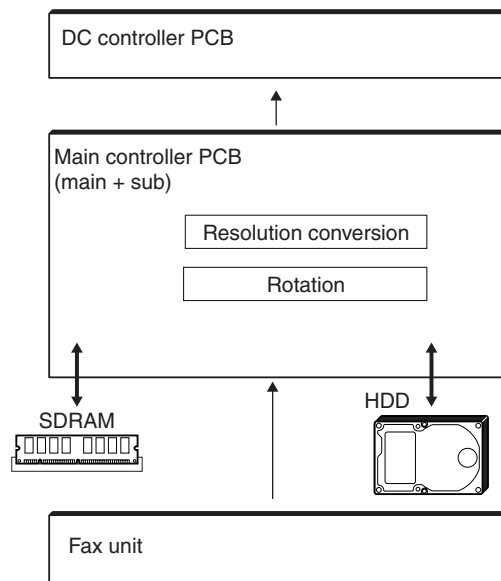 DC controller PCB
Main controller PCB
(main + sub)
Resolution conversion
Rotation
SDRAM
HDD
Fax unit